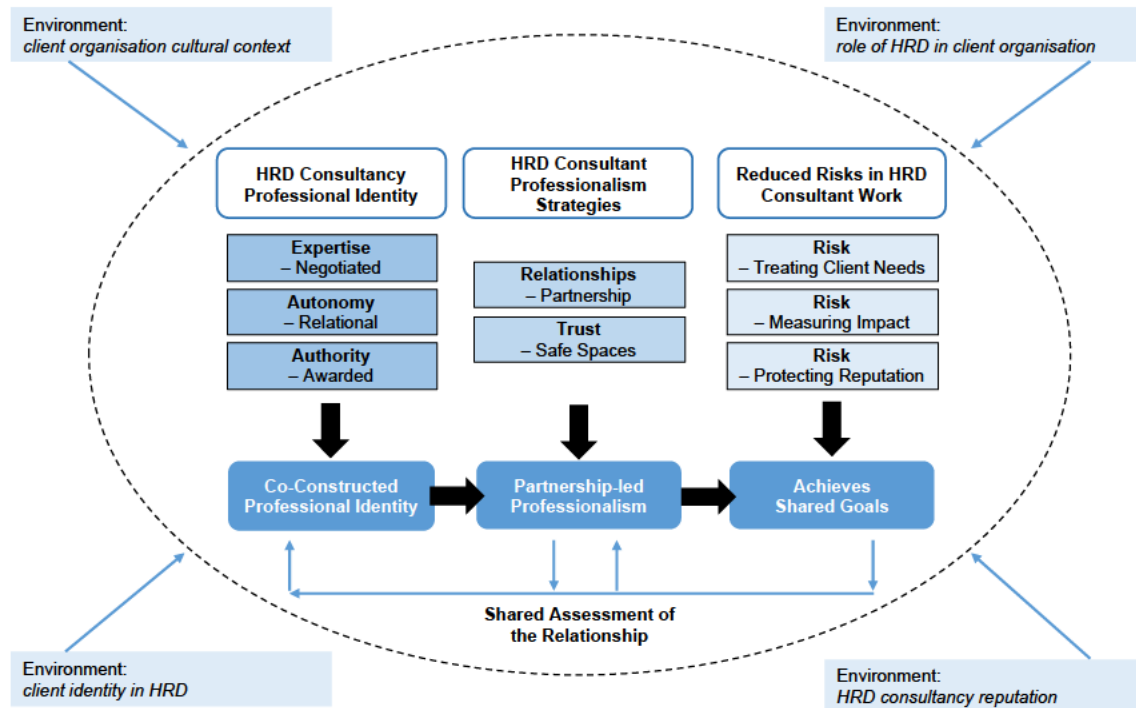 Environment:
client organisation cultural context
Environment:
role of HRD in client organisation
HRD Consultancy
Professional Identity
HRD Consultant
Professionalism
Strategies
Reduced Risks in HRD
Consultant Work
Expertise
– Negotiated
Autonomy
– Relational
Authority
– Awarded
Relationships
– Partnership
Trust
– Safe Spaces
Risk
– Treating Client Needs
Risk
– Measuring Impact
Risk
– Protecting Reputation
Co-Constructed
Professional Identity
Partnership-led
Professionalism
Achieves
Shared Goals
Shared Assessment of
the Relationship
Environment:
client identity in HRD
Environment:
HRD consultancy reputation